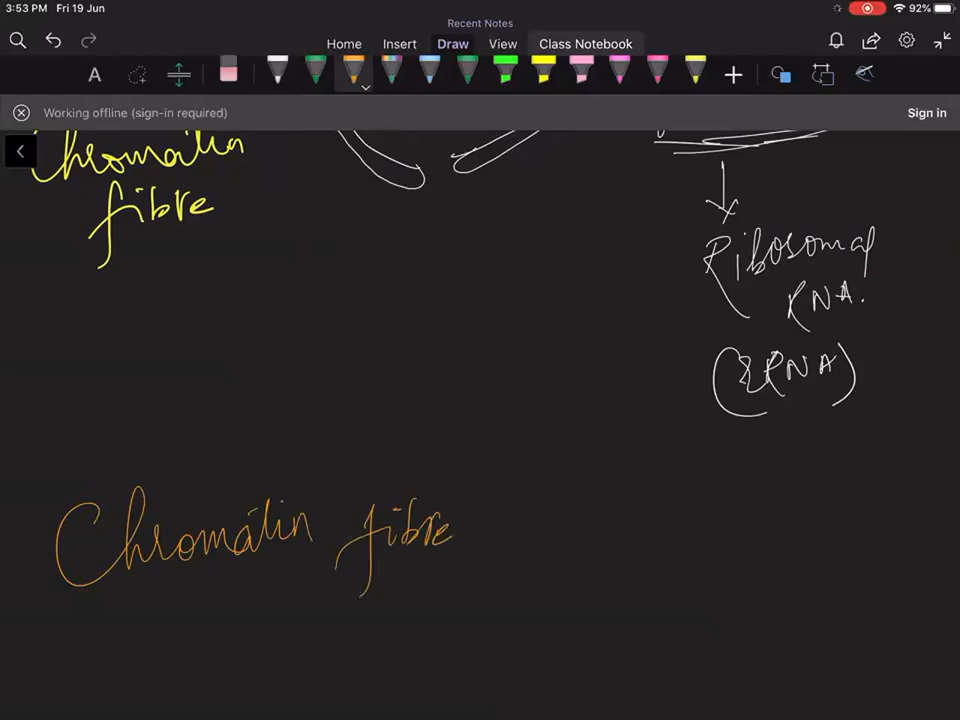 3:53 PM Fri 19 Jun
92%
Recent Notes
Home Insert Draw View Class Notebook
A
Working offline (sign-in required)
Sign in
Chromatin
fibre
Ribosomal
RNA.
(rRNA)
Chromatin fibre